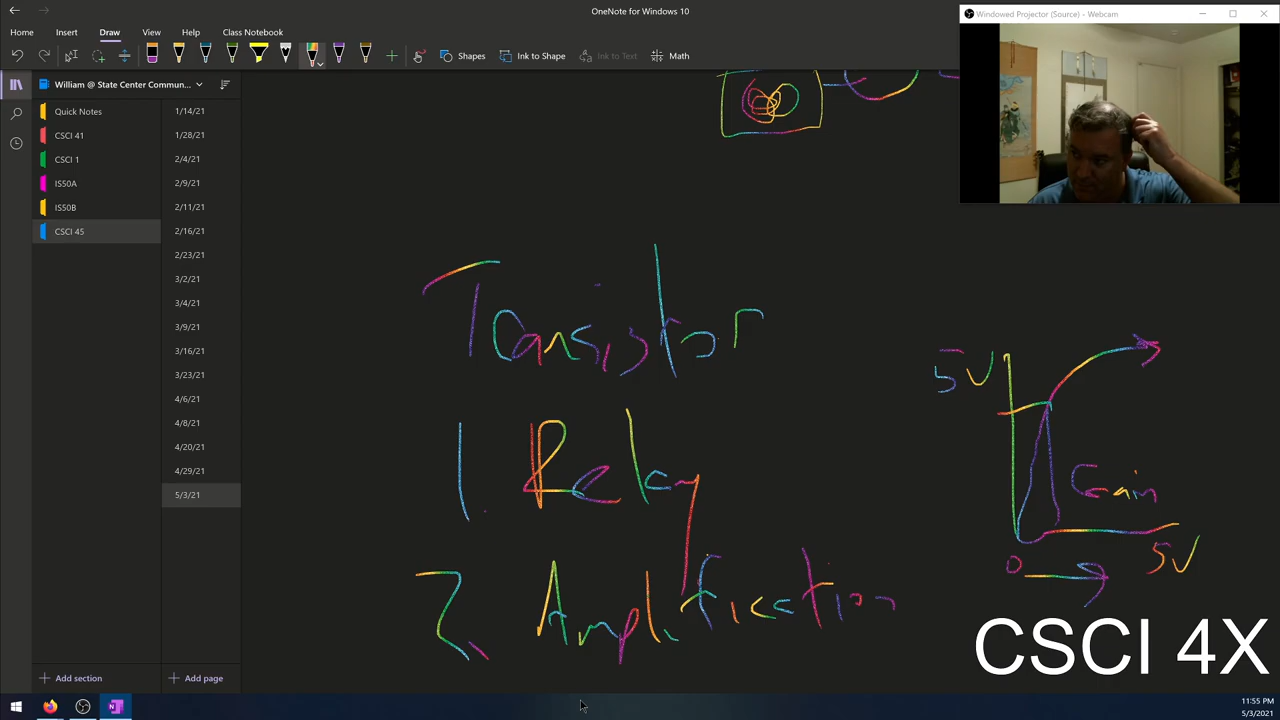 OneNote for Windows 10
Windowed Projector (Source) - Webcam
Home Insert Draw View Help Class Notebook
Shapes Ink to Shape Ink to Text Math
William @ State Center Commun...
Quick Notes
CSCI 41
CSCI 1
IS50A
IS50B
CSCI 45
1/14/21
1/28/21
2/4/21
2/9/21
2/11/21
2/16/21
2/23/21
3/2/21
3/4/21
3/9/21
3/16/21
3/23/21
4/6/21
4/8/21
4/20/21
4/29/21
5/3/21
Transistor
1. Relay
2. Amplification
5V
Gain
0
5V
CSCI 4X
Add section
Add page
11:55 PM
5/3/2021